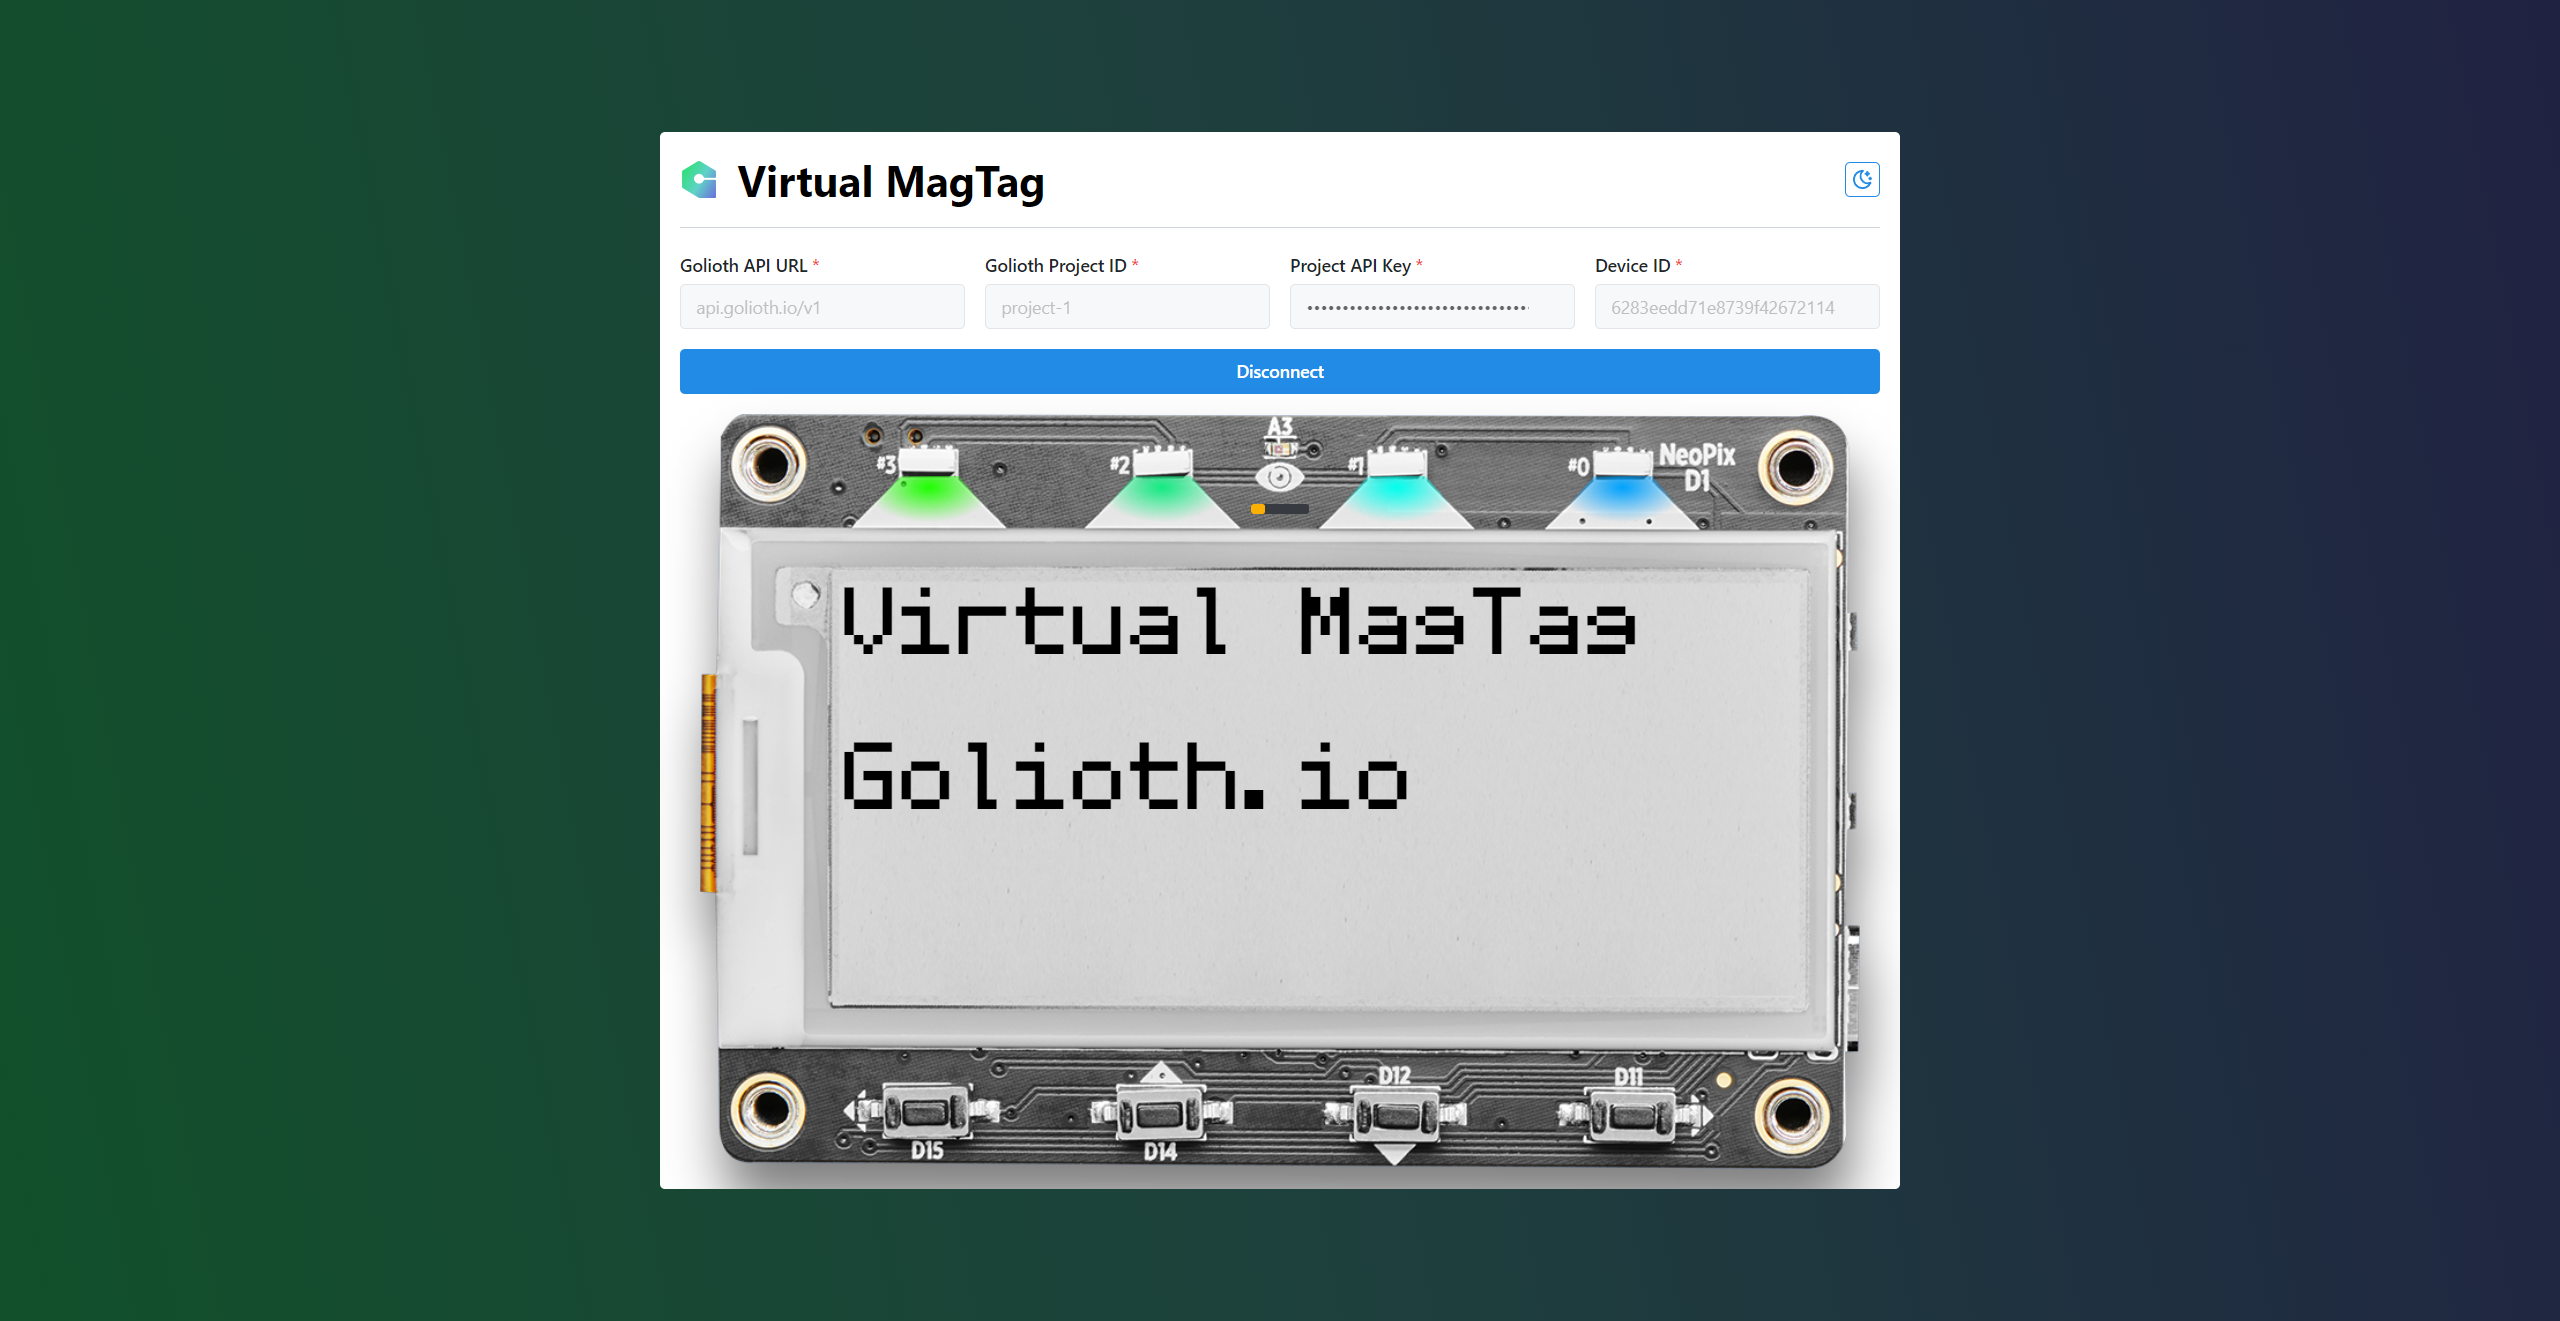 Virtual MagTag
Golioth API URL *
Golioth Project ID *
Project API Key *
Device ID *
api.golioth.io/v1
project-1
••••••••••••••••••••••••••••••••
6283eedd71e8739f42672114
Disconnect
A3
#3
#2
#1
#0
NeoPix
D1
Virtual MagTag
Golioth.io
D15
D14
D12
D11